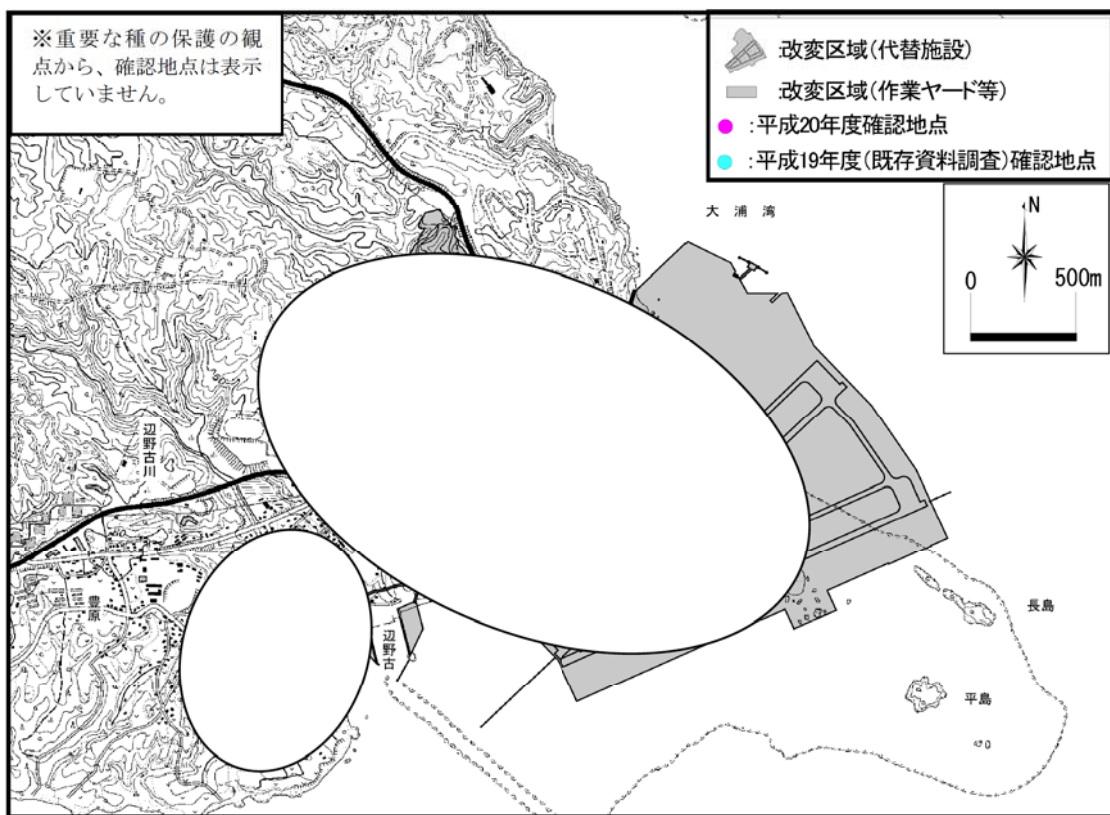 ※重要な種の保護の観
点から、確認地点は表示
していません。
:改変区域(代替施設)
:改変区域(作業ヤード等)
:平成20年度確認地点
:平成19年度(既存資料調査)確認地点
大浦湾
N
0 500m
辺野古川
豊原
辺野古
長島
平島